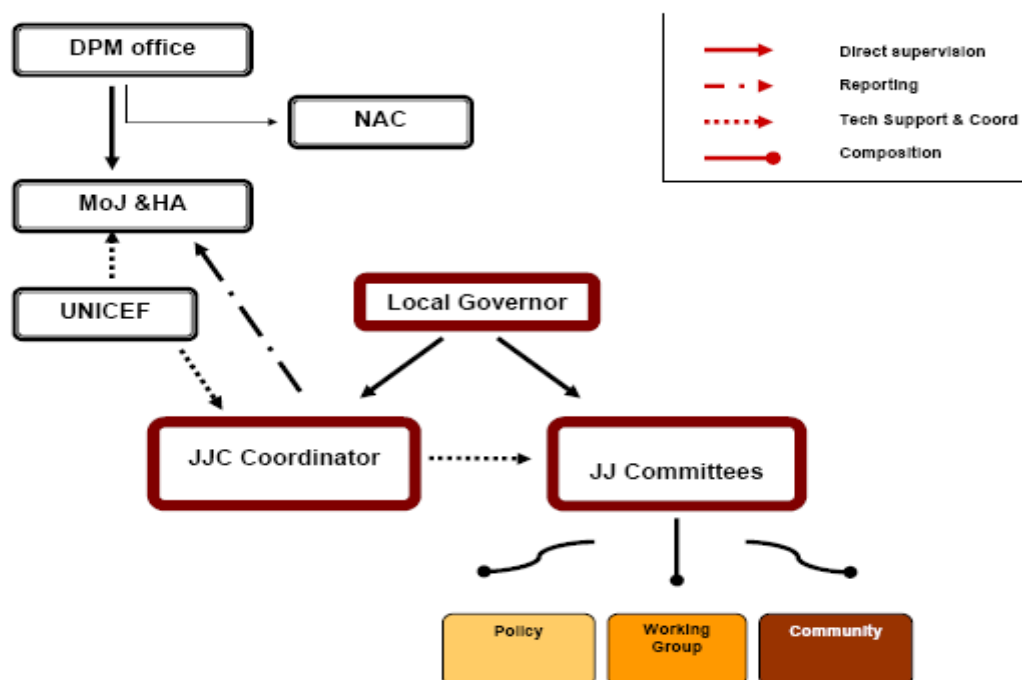 DPM office
NAC
MoJ &HA
UNICEF
Direct supervision
Reporting
Tech Support & Coord
Composition
Local Governor
JJC Coordinator
JJ Committees
Policy
Working
Group
Community